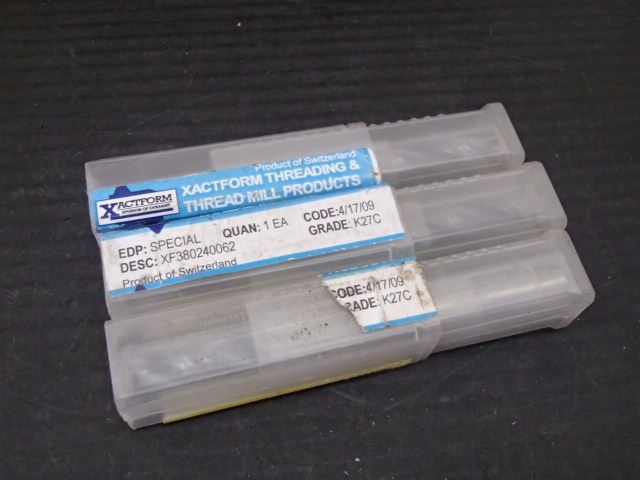 Product of Switzerland
XACTFORM THREADING &
THREAD MILL PRODUCTS
XACTFORM
EDP: SPECIAL QUAN: 1 EA CODE:4/17/09
DESC: XF380240062 GRADE: K27C
Product of Switzerland
CODE:4/17/09
GRADE: K27C